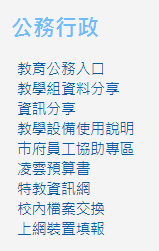 公務行政
教育公務入口
教學組資料分享
資訊分享
教學設備使用說明
市府員工協助專區
凌雲預算書
特教資訊網
校內檔案交換
上網裝置填報